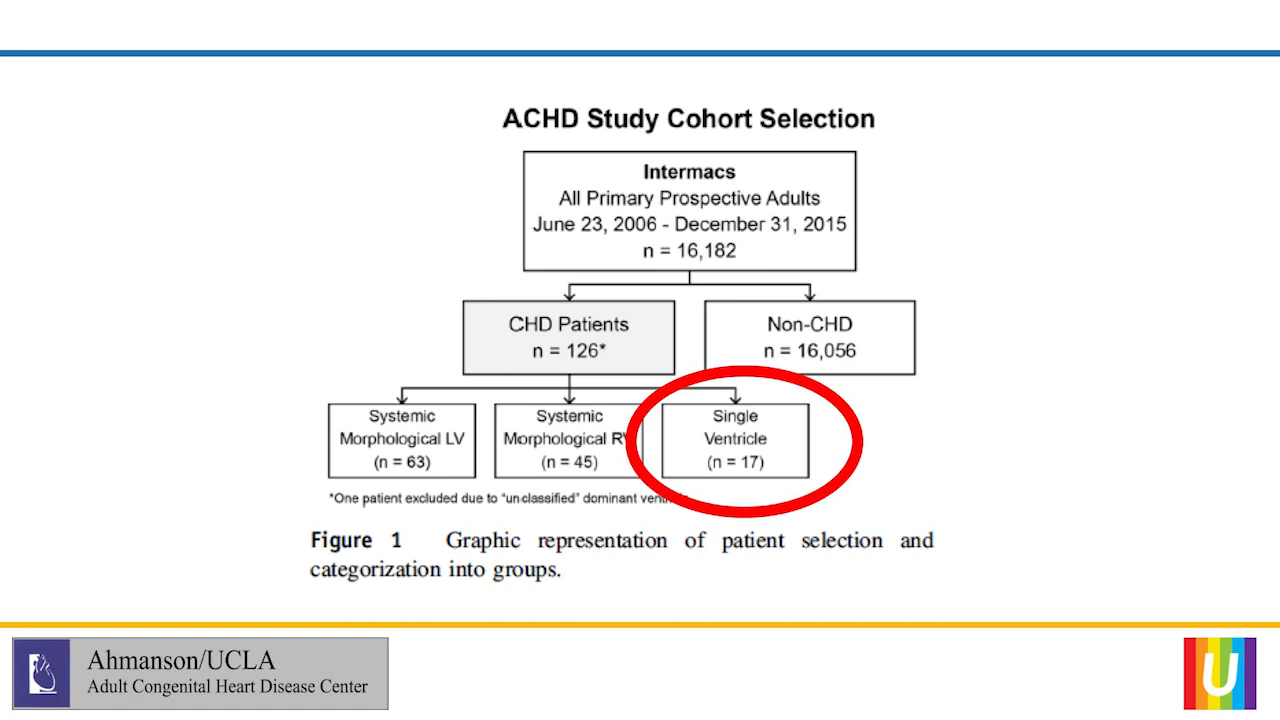 ACHD Study Cohort Selection
Intermacs
All Primary Prospective Adults
June 23, 2006 - December 31, 2015
n = 16,182
CHD Patients
n = 126*
Non-CHD
n = 16,056
Systemic
Morphological LV
(n = 63)
Systemic
Morphological RV
(n = 45)
Single
Ventricle
(n = 17)
*One patient excluded due to "unclassified" dominant
Figure 1 Graphic representation of patient selection and
categorization into groups.
Ahmanson/UCLA
Adult Congenital Heart Disease Center
U